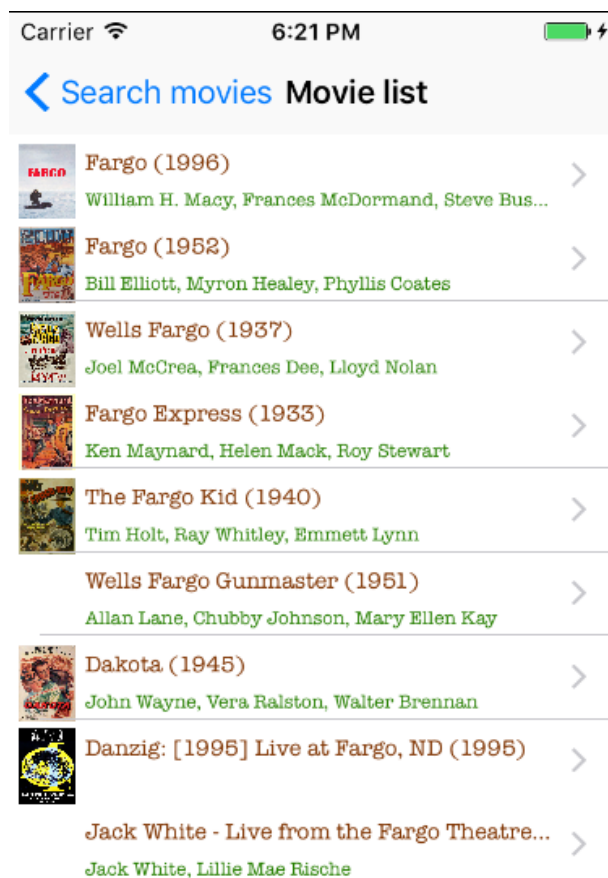 Carrier
6:21 PM
Search movies Movie list
FARGO
Fargo (1996)
William H. Macy, Frances McDormand, Steve Bus...
Fargo (1952)
Bill Elliott, Myron Healey, Phyllis Coates
Wells Fargo (1937)
Joel McCrea, Frances Dee, Lloyd Nolan
Fargo Express (1933)
Ken Maynard, Helen Mack, Roy Stewart
The Fargo Kid (1940)
Tim Holt, Ray Whitley, Emmett Lynn
Wells Fargo Gunmaster (1951)
Allan Lane, Chubby Johnson, Mary Ellen Kay
Dakota (1945)
John Wayne, Vera Ralston, Walter Brennan
Danzig: [1995] Live at Fargo, ND (1995)
Jack White - Live from the Fargo Theatre...
Jack White, Lillie Mae Rische